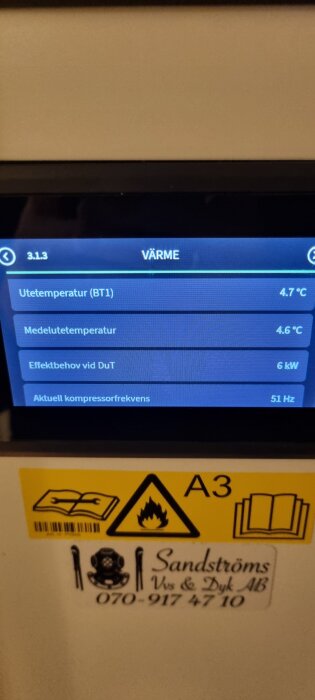 3.1.3 VÄRME
Utetemperatur (BT1) 4.7 °C
Medelutetemperatur 4.6 °C
Effektbehov vid DuT 6 kW
Aktuell kompressorfrekvens 51 Hz
A3
Sandströms
Vvs & Dyk AB
070-917 47 10